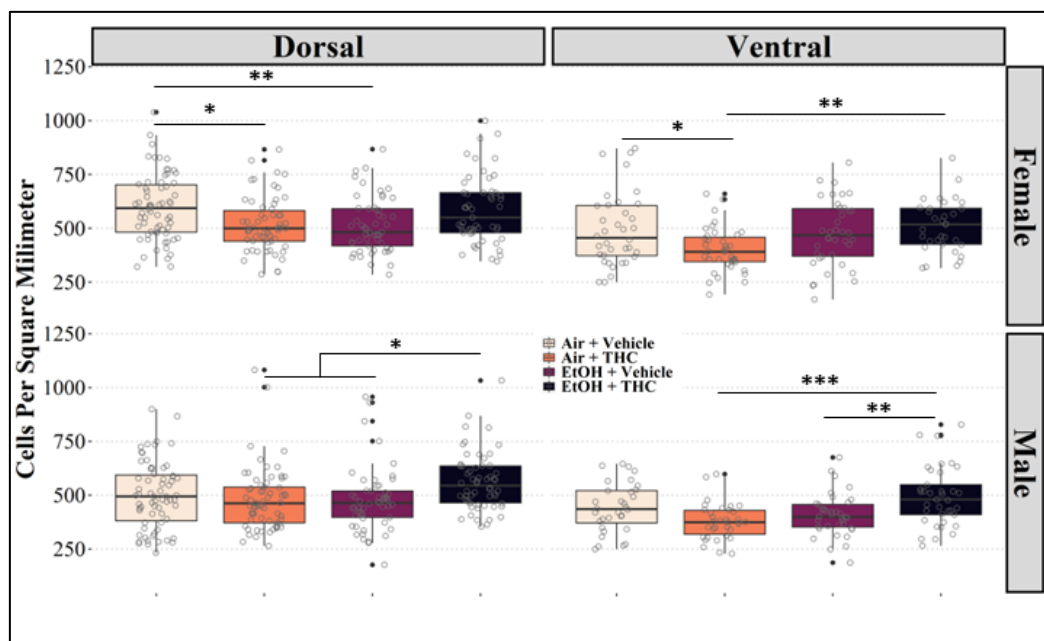 Dorsal
Ventral
1250
1000
750
500
250
**
*
*
**
Female
Cells Per Square Milimeter
1250
1000
750
500
250
*
Air + Vehicle
Air + THC
EtOH + Vehicle
EtOH + THC
***
**
Male